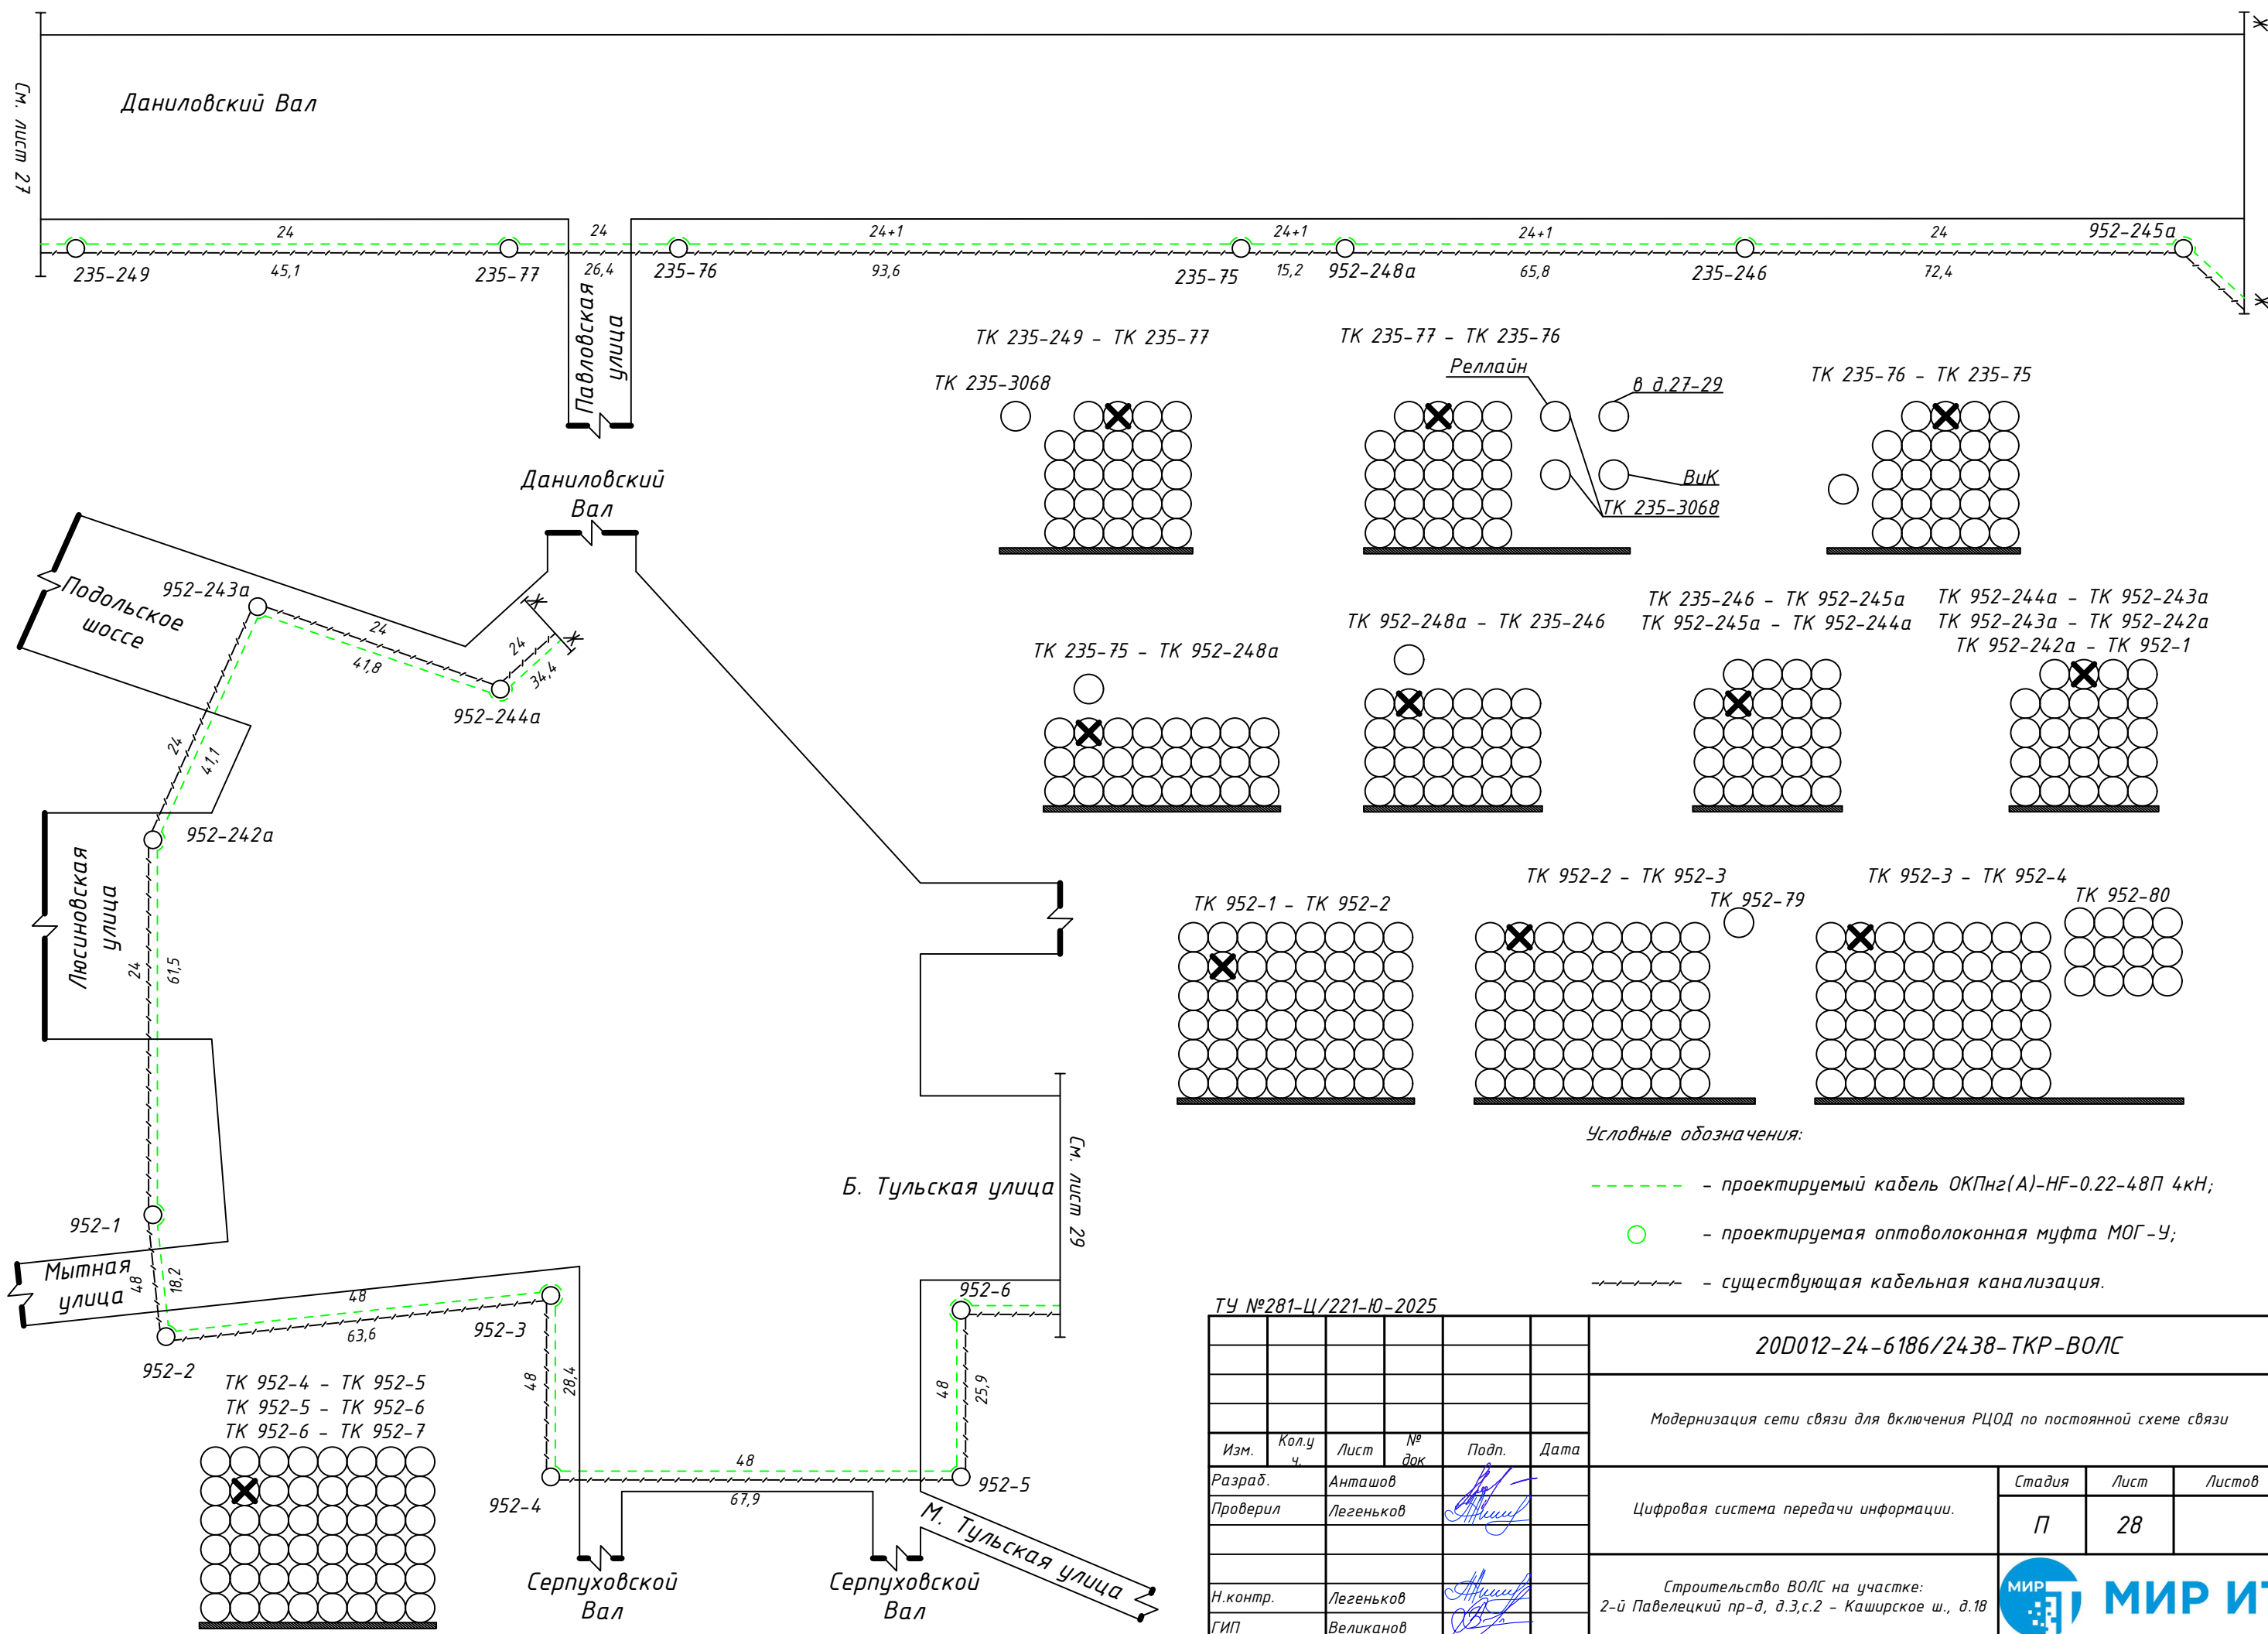 См. лист 27
Даниловский Вал
24
24
24+1
24+1
24+1
24
952-245а
235-249
45,1
235-77
26,4
235-76
93,6
235-75
15,2
952-248а
65,8
235-246
72,4
Павловская
улица
ТК 235-249 - ТК 235-77
ТК 235-3068
ТК 235-77 - ТК 235-76
Реллайн
в д.27-29
ВиК
ТК 235-3068
ТК 235-76 - ТК 235-75
Даниловский
Вал
Подольское
шоссе
952-243а
24
41,8
24
34,4
952-244а
24
41,1
952-242а
Люсиновская
улица
24
61,5
952-1
Мытная
улица
48
18,2
952-2
48
63,6
952-3
48
28,4
952-4
48
67,9
952-5
48
25,9
952-6
Б. Тульская улица
См. лист 29
М. Тульская улица
Серпуховской
Вал
Серпуховской
Вал
ТК 235-75 - ТК 952-248а
ТК 952-248а - ТК 235-246
ТК 235-246 - ТК 952-245а
ТК 952-245а - ТК 952-244а
ТК 952-244а - ТК 952-243а
ТК 952-243а - ТК 952-242а
ТК 952-242а - ТК 952-1
ТК 952-1 - ТК 952-2
ТК 952-2 - ТК 952-3
ТК 952-79
ТК 952-3 - ТК 952-4
ТК 952-80
ТК 952-4 - ТК 952-5
ТК 952-5 - ТК 952-6
ТК 952-6 - ТК 952-7
Условные обозначения:
- проектируемый кабель ОКПнг(А)-HF-0.22-48П 4кН;
- проектируемая оптоволоконная муфта МОГ-У;
- существующая кабельная канализация.
ТУ №281-Ц/221-Ю-2025
20D012-24-6186/2438-ТКР-ВОЛС
Модернизация сети связи для включения РЦОД по постоянной схеме связи
Изм.
Кол.у
ч.
Лист
№
док
Подп.
Дата
Разраб.
Анташов
Проверил
Легеньков
Н.контр.
Легеньков
ГИП
Великанов
Цифровая система передачи информации.
Стадия
Лист
Листов
П
28
Строительство ВОЛС на участке:
2-й Павелецкий пр-д, д.3,с.2 - Каширское ш., д.18
МИР
МИР ИТ